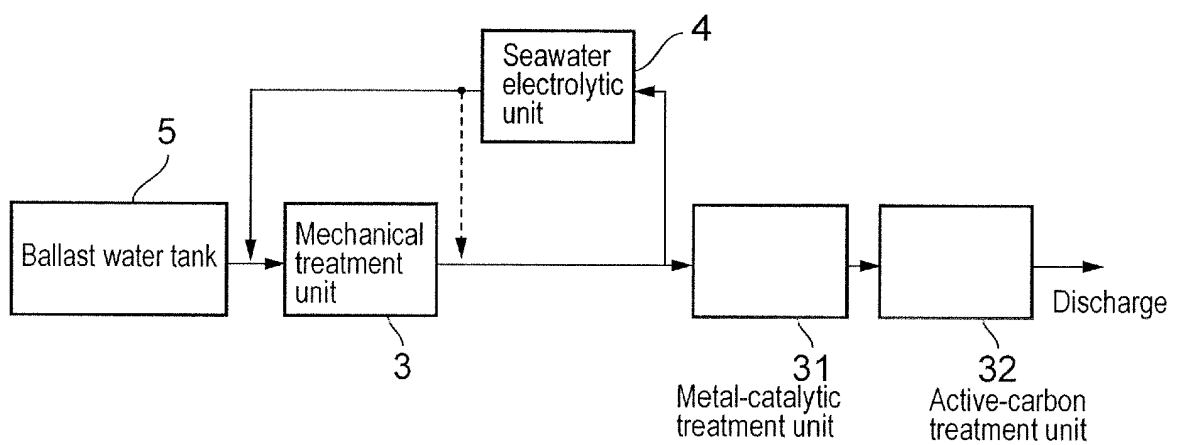 Seawater
electrolytic
unit
4
5
Ballast water tank
Mechanical
treatment
unit
3
Discharge
31
Metal-catalytic
treatment unit
32
Active-carbon
treatment unit